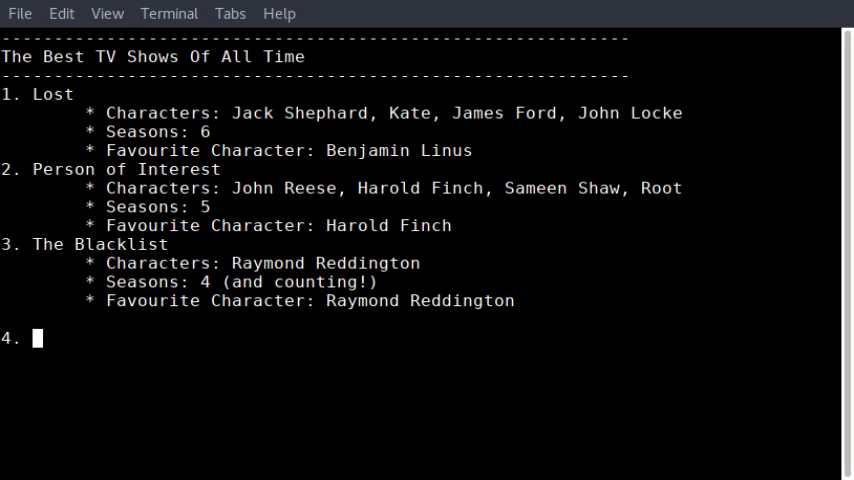 File Edit View Terminal Tabs Help
------------------------------------------------------------
The Best TV Shows Of All Time
------------------------------------------------------------
1. Lost
        * Characters: Jack Shephard, Kate, James Ford, John Locke
        * Seasons: 6
        * Favourite Character: Benjamin Linus
2. Person of Interest
        * Characters: John Reese, Harold Finch, Sameen Shaw, Root
        * Seasons: 5
        * Favourite Character: Harold Finch
3. The Blacklist
        * Characters: Raymond Reddington
        * Seasons: 4 (and counting!)
        * Favourite Character: Raymond Reddington
4.